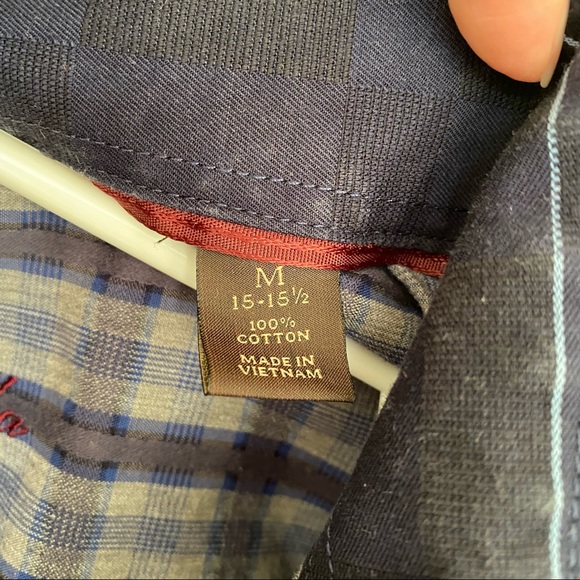 M
15-15½
100%
COTTON
MADE IN
VIETNAM